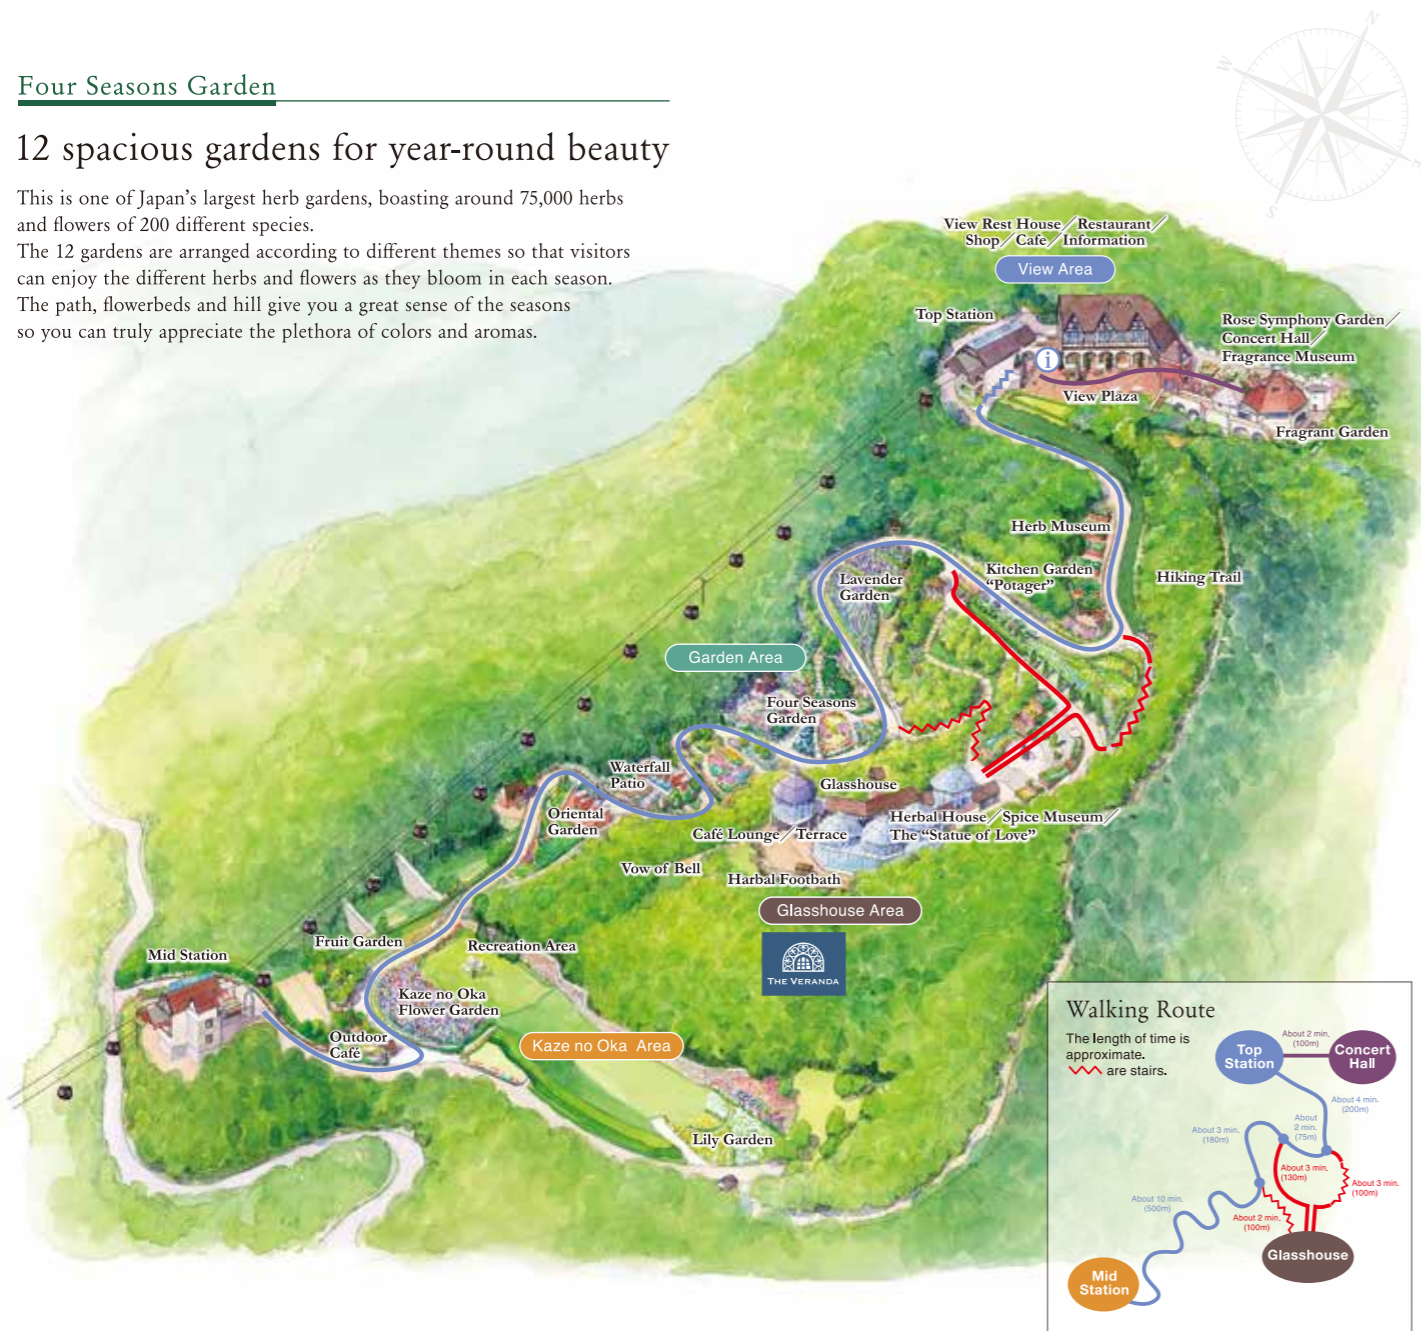 Four Seasons Garden
12 spacious gardens for year-round beauty
This is one of Japan's largest herb gardens, boasting around 75,000 herbs
and flowers of 200 different species.
The 12 gardens are arranged according to different themes so that visitors
can enjoy the different herbs and flowers as they bloom in each season.
The path, flowerbeds and hill give you a great sense of the seasons
so you can truly appreciate the plethora of colors and aromas.
N
W
S
View Rest House／Restaurant／
Shop／Cafe／Information
View Area
Top Station
i
Rose Symphony Garden／
Concert Hall／
Fragrance Museum
View Plaza
Fragrant Garden
Herb Museum
Kitchen Garden
“Potager”
Hiking Trail
Lavender
Garden
Garden Area
Four Seasons
Garden
Waterfall
Patio
Glasshouse
Oriental
Garden
Herbal House／Spice Museum／
The “Statue of Love”
Café Lounge／Terrace
Vow of Bell
Harbal Footbath
Glasshouse Area
THE VERANDA
Fruit Garden
Recreation Area
Mid Station
Kaze no Oka
Flower Garden
Outdoor
Café
Kaze no Oka Area
Lily Garden
Walking Route
The length of time is
approximate.
are stairs.
Top
Station
About 2 min.
(100m)
Concert
Hall
About 4 min.
(200m)
About
2 min.
(75m)
About 3 min.
(180m)
About 3 min.
(130m)
About 3 min.
(100m)
About 10 min.
(500m)
About 2 min.
(100m)
Glasshouse
Mid
Station